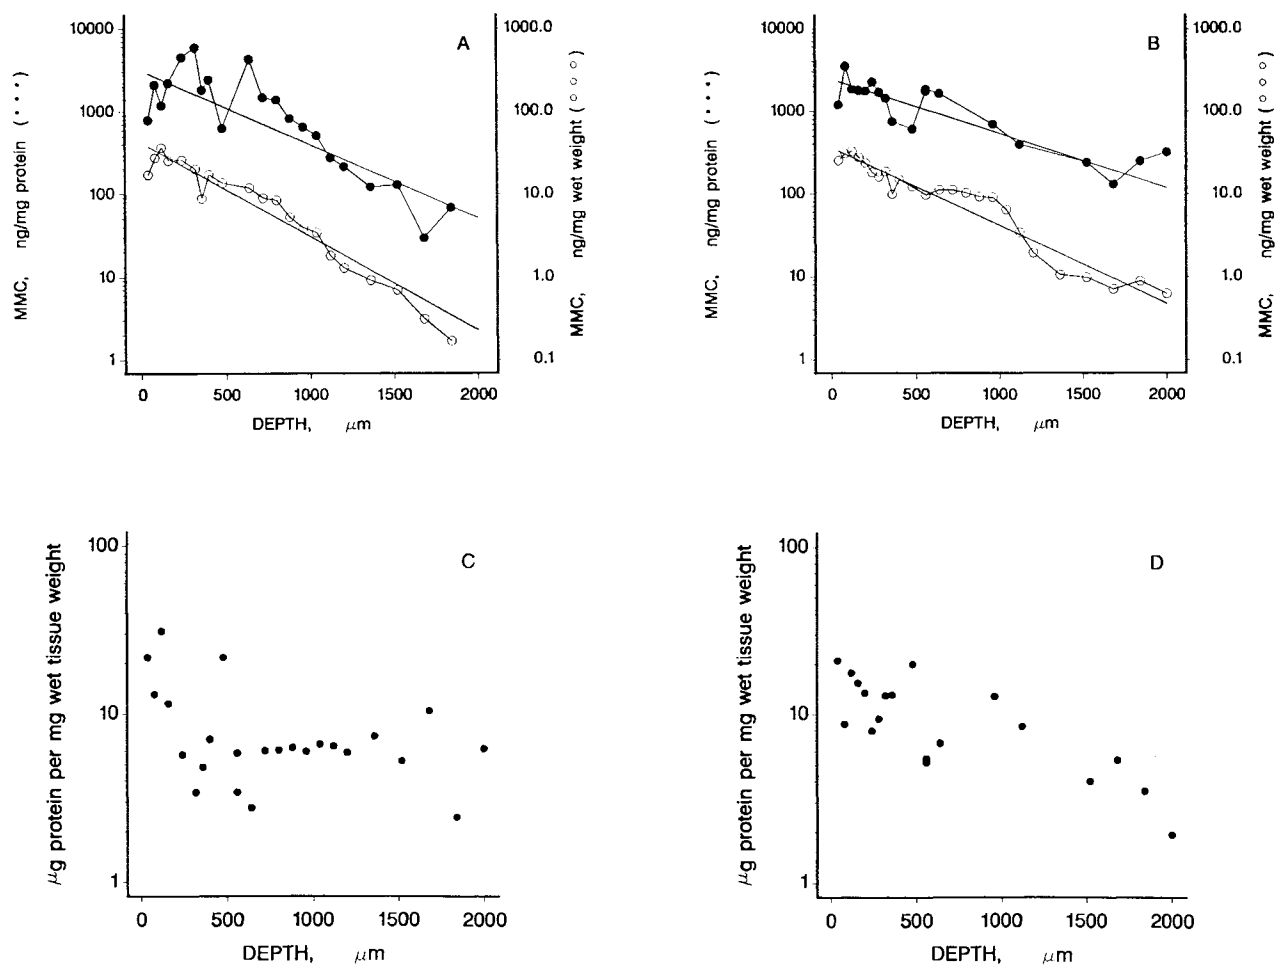 A
MMC, ng/mg protein (•••)
10000
1000
100
10
1
1000.0
100.0
10.0
1.0
0.1
MMC, ng/mg wet weight (○○○)
0 500 1000 1500 2000
DEPTH, μm
B
MMC, ng/mg protein (•••)
10000
1000
100
10
1
1000.0
100.0
10.0
1.0
0.1
MMC, ng/mg wet weight (○○○)
0 500 1000 1500 2000
DEPTH, μm
C
μg protein per mg wet tissue weight
100
10
1
0 500 1000 1500 2000
DEPTH, μm
D
μg protein per mg wet tissue weight
100
10
1
0 500 1000 1500 2000
DEPTH, μm